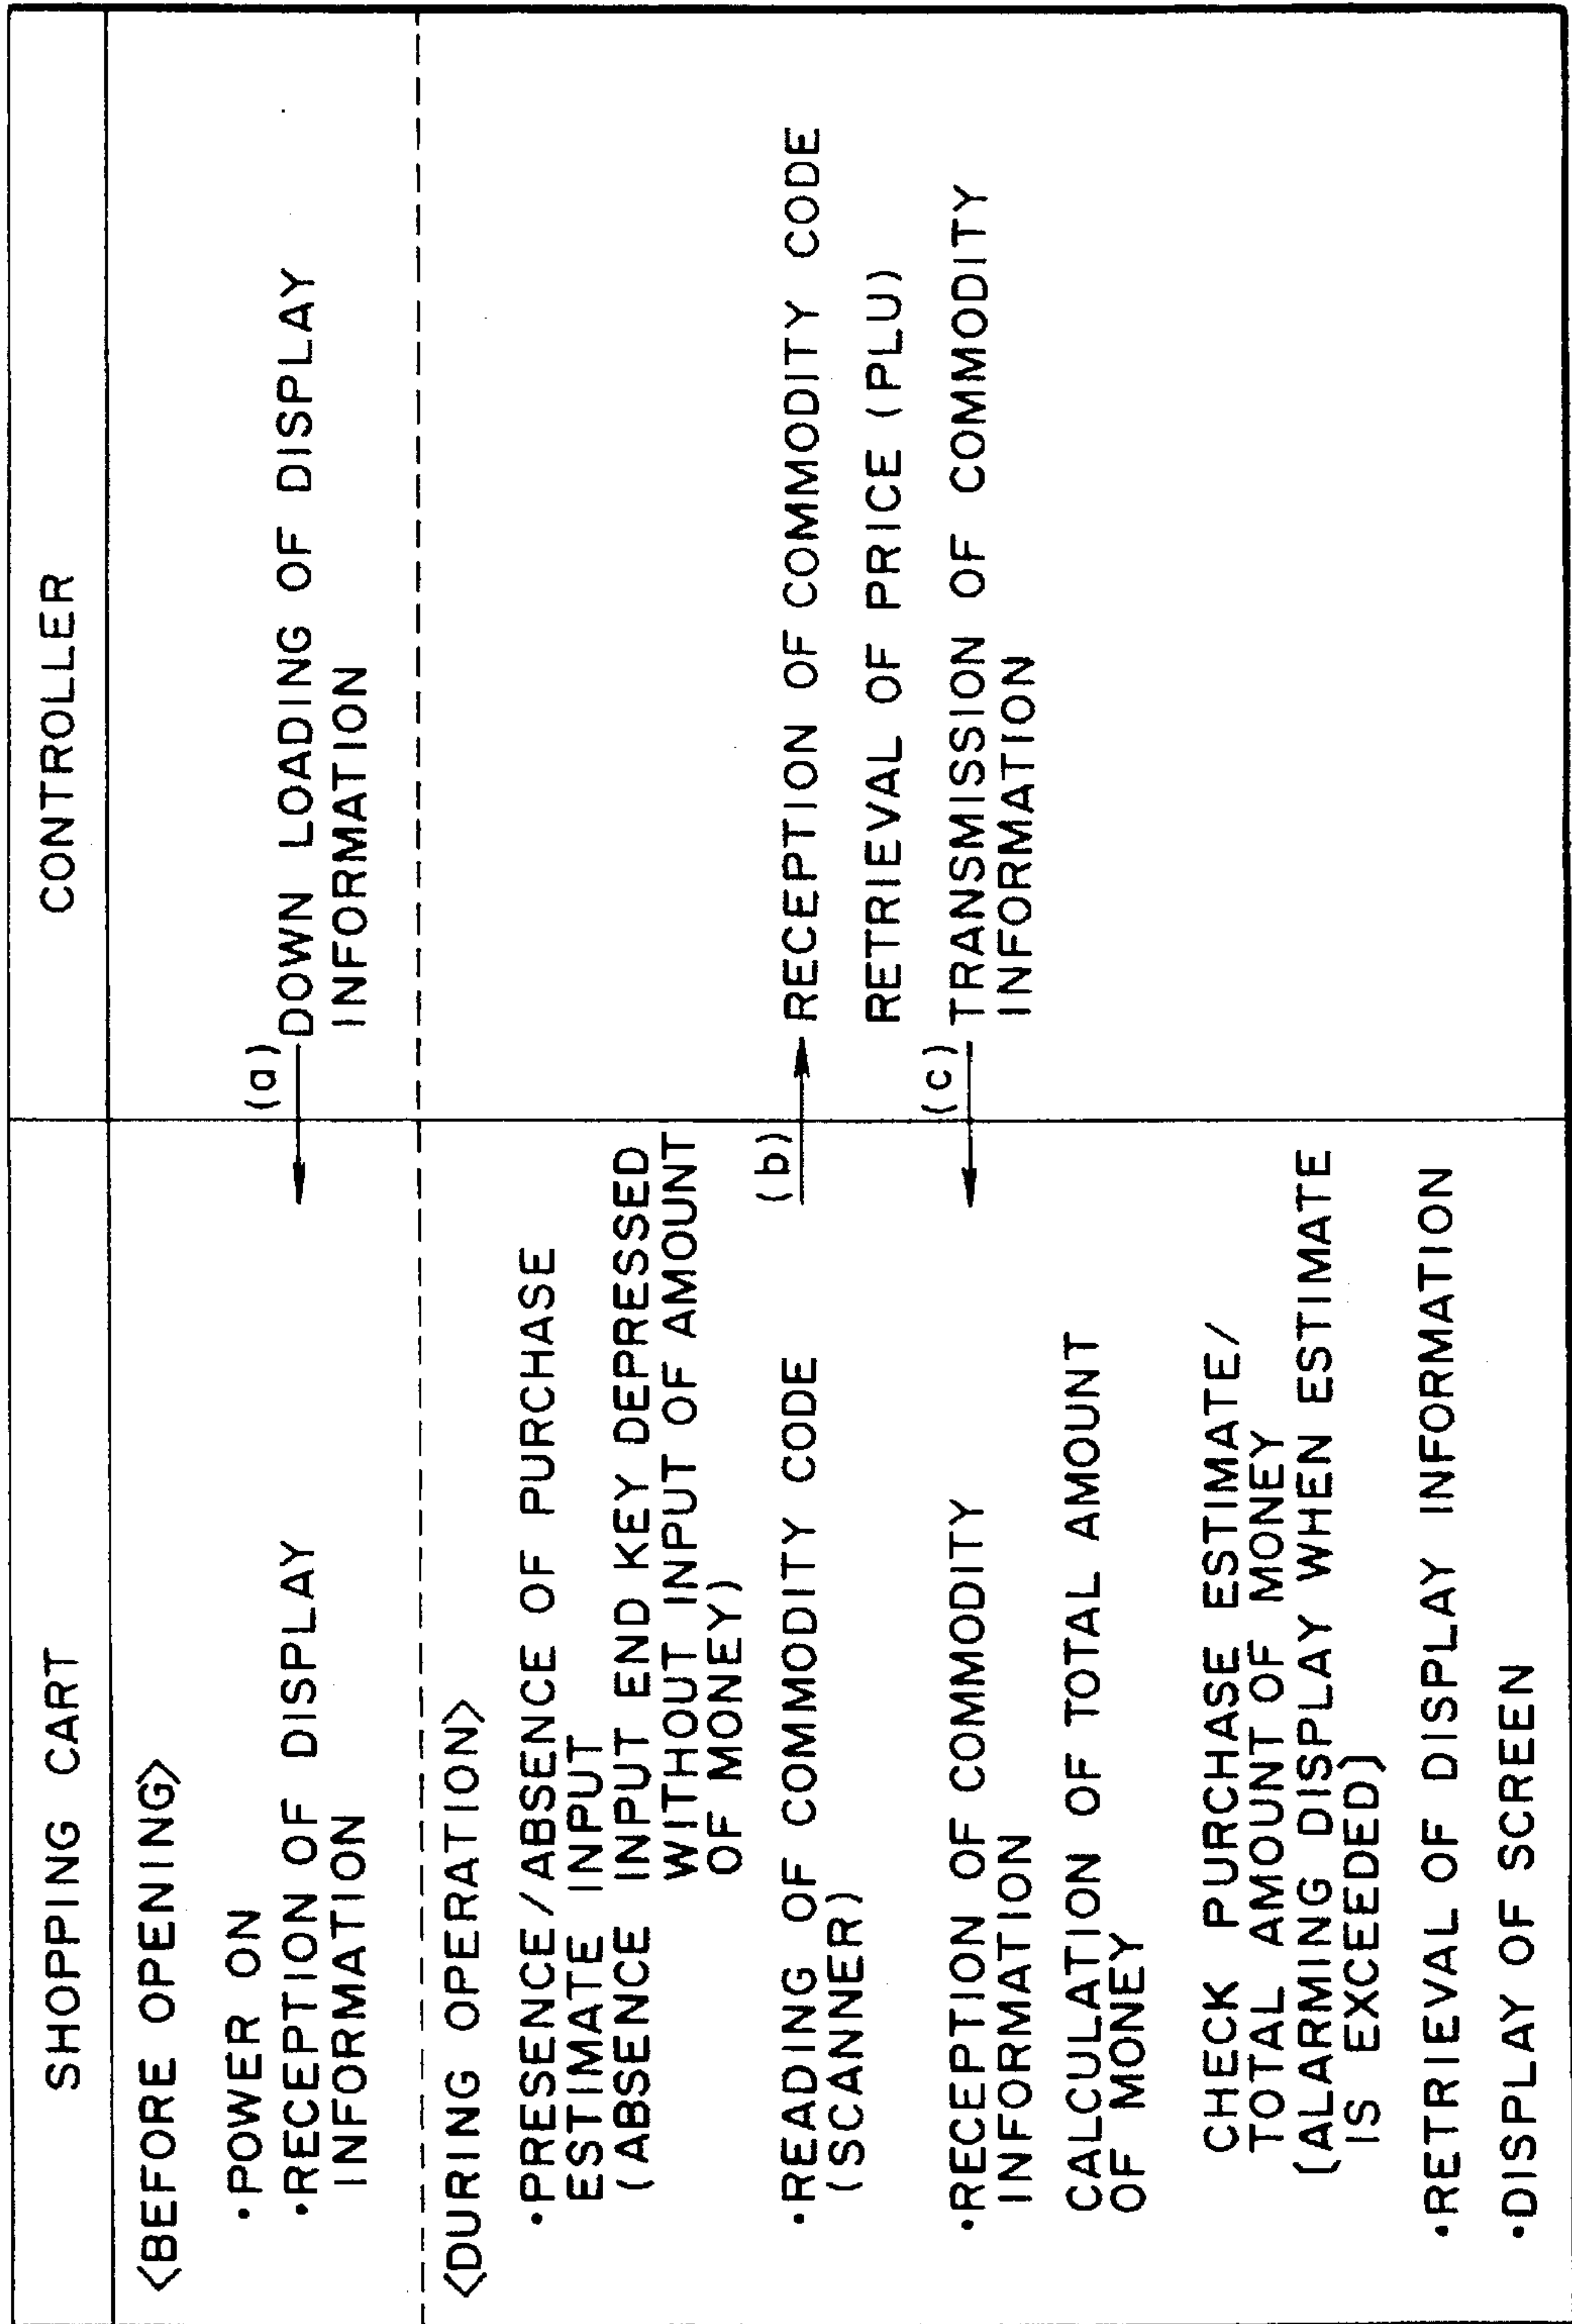 SHOPPING CART
CONTROLLER
<BEFORE OPENING>
•POWER ON
•RECEPTION OF DISPLAY
INFORMATION
(a)
DOWN LOADING OF DISPLAY
INFORMATION
<DURING OPERATION>
•PRESENCE/ABSENCE OF PURCHASE
ESTIMATE INPUT
(ABSENCE INPUT END KEY DEPRESSED
WITHOUT INPUT OF AMOUNT
OF MONEY)
•READING OF COMMODITY CODE
(SCANNER)
(b)
RECEPTION OF COMMODITY CODE
RETRIEVAL OF PRICE (PLU)
(c)
TRANSMISSION OF COMMODITY
INFORMATION
•RECEPTION OF COMMODITY
INFORMATION
CALCULATION OF TOTAL AMOUNT
OF MONEY
CHECK PURCHASE ESTIMATE/
TOTAL AMOUNT OF MONEY
(ALARMING DISPLAY WHEN ESTIMATE
IS EXCEEDED)
•RETRIEVAL OF DISPLAY INFORMATION
•DISPLAY OF SCREEN